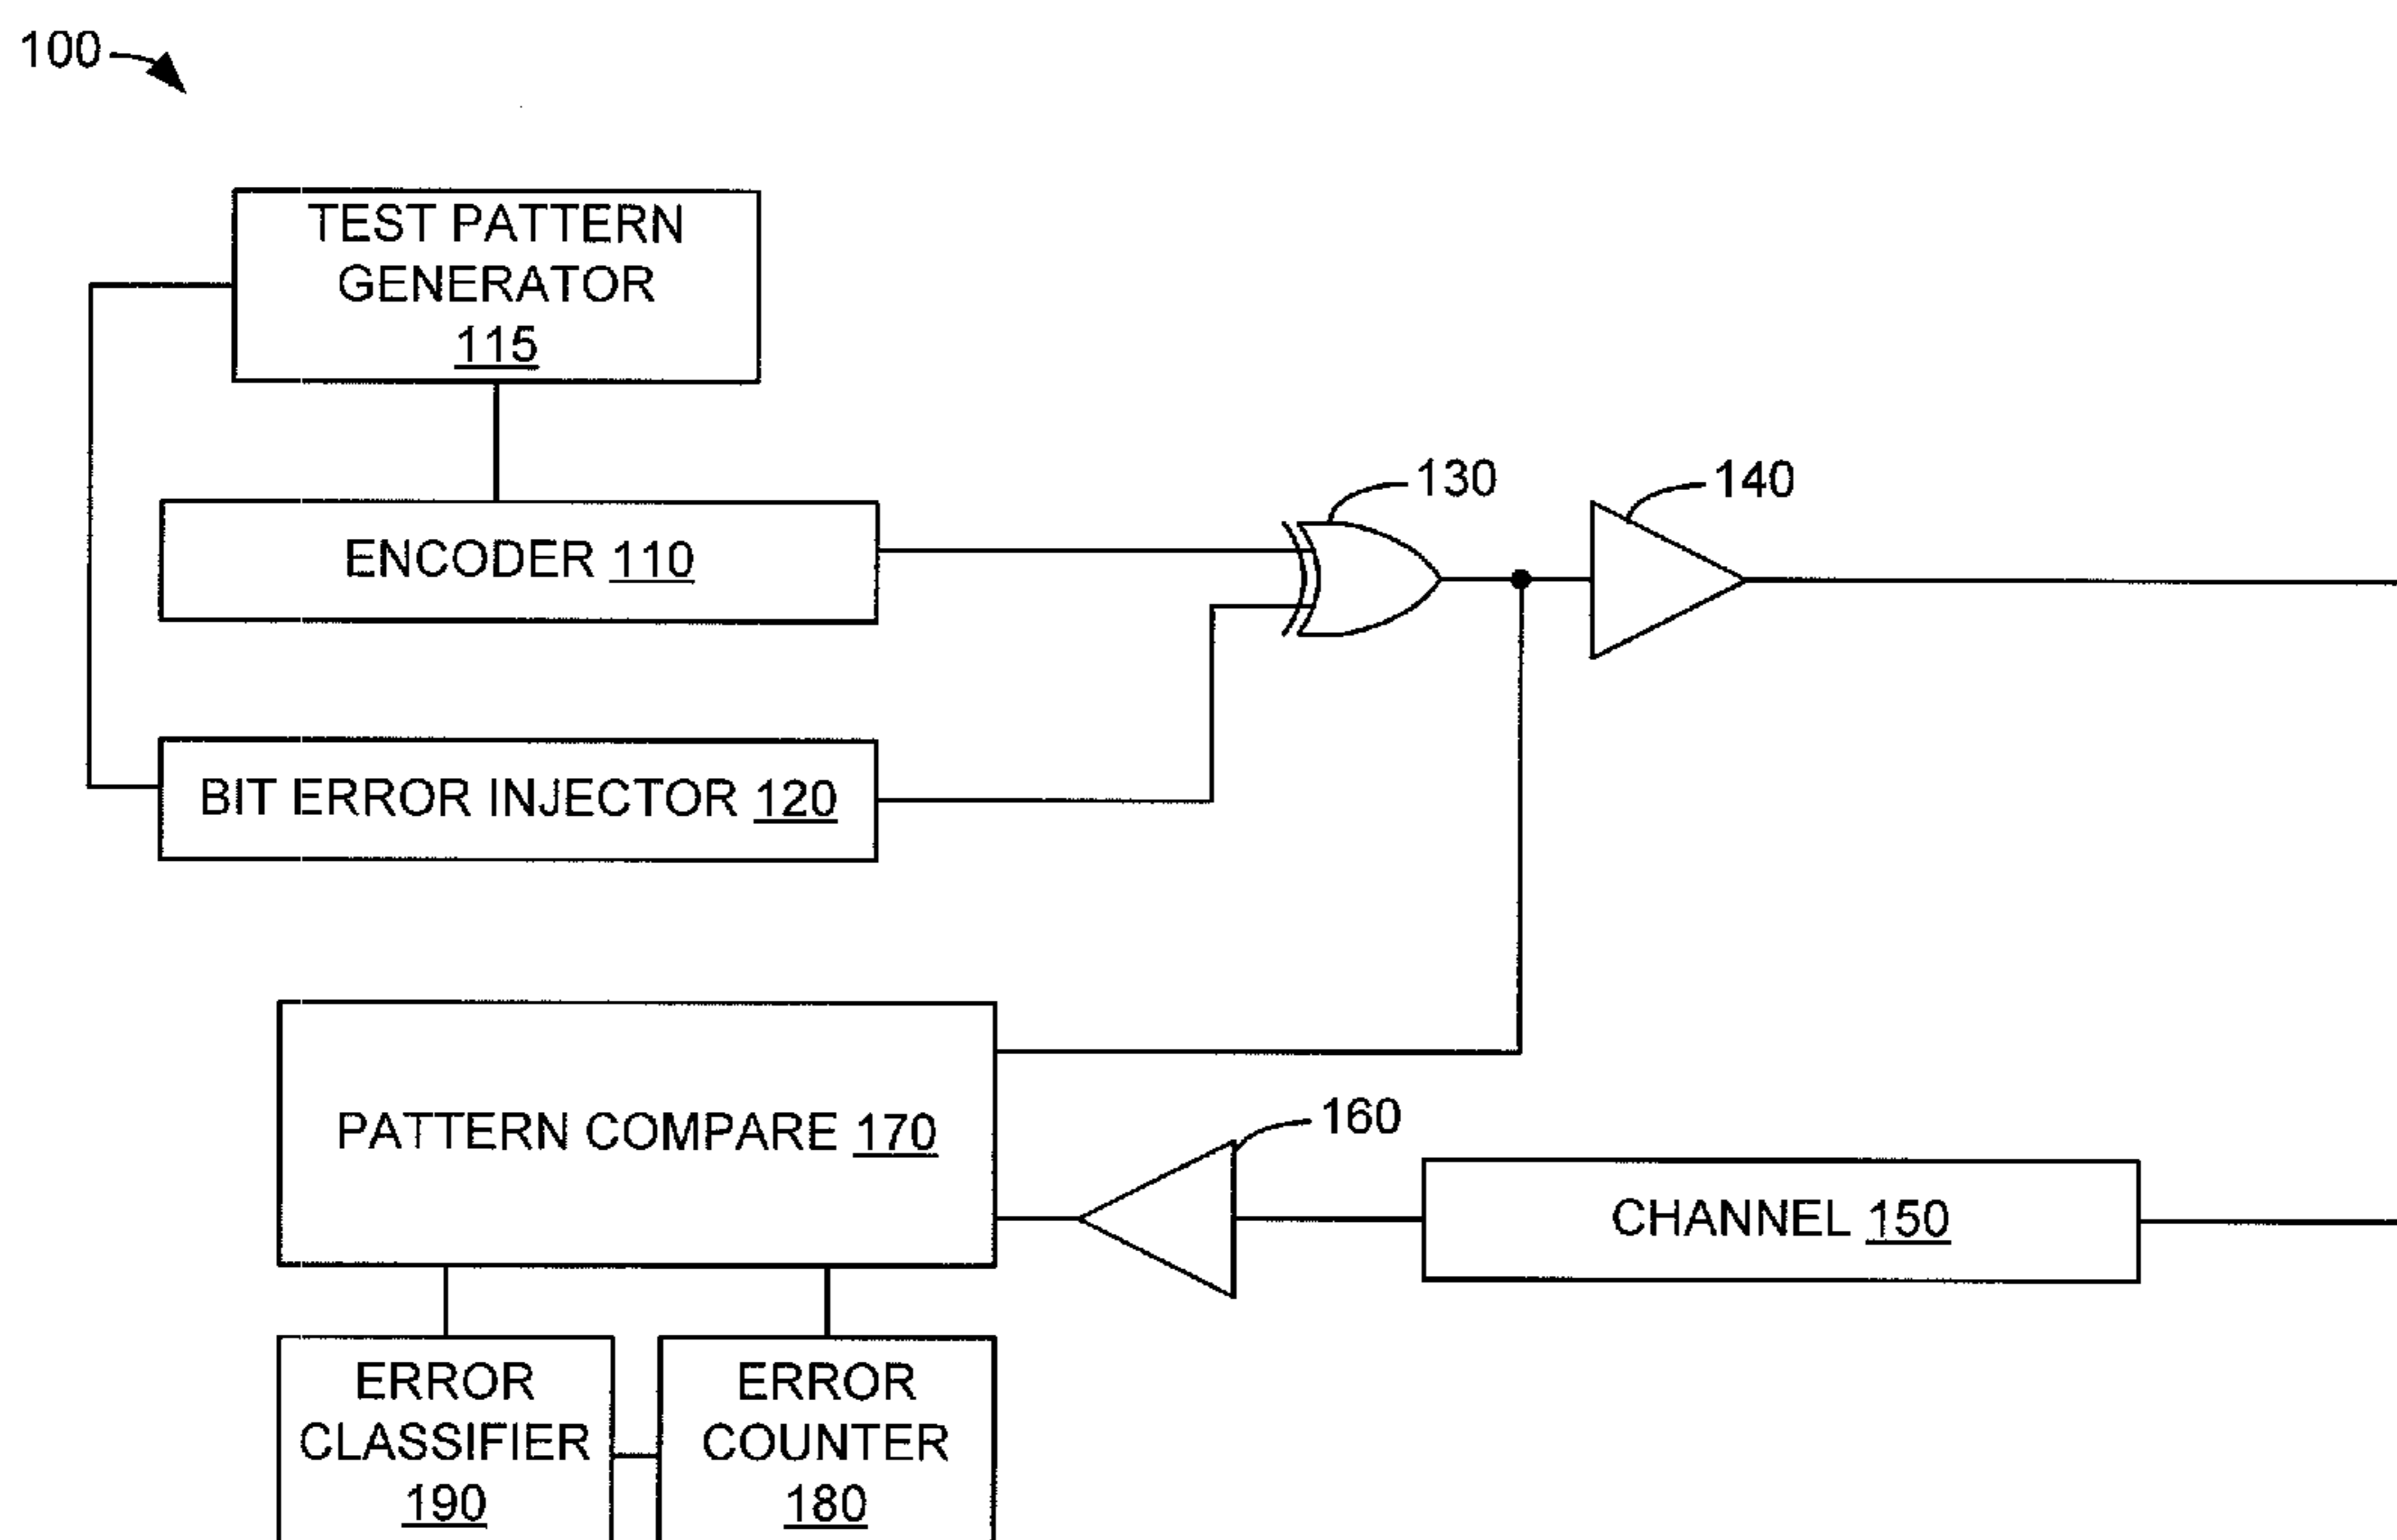 100
TEST PATTERN
GENERATOR
115
130
140
ENCODER 110
BIT ERROR INJECTOR 120
PATTERN COMPARE 170
160
CHANNEL 150
ERROR
CLASSIFIER
190
ERROR
COUNTER
180